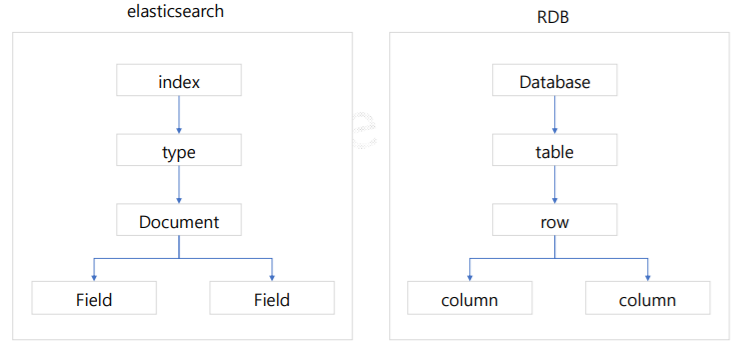 elasticsearch
index
type
Document
Field
Field
RDB
Database
table
row
column
column